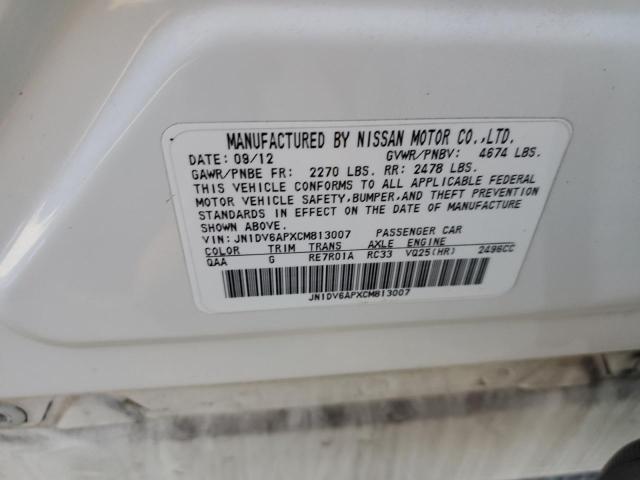 MANUFACTURED BY NISSAN MOTOR CO.,LTD.
DATE: 09/12 GVWR/PNBV: 4674 LBS.
GAWR/PNBE FR: 2270 LBS. RR: 2478 LBS.
THIS VEHICLE CONFORMS TO ALL APPLICABLE FEDERAL
MOTOR VEHICLE SAFETY, BUMPER, AND THEFT PREVENTION
STANDARDS IN EFFECT ON THE DATE OF MANUFACTURE
SHOWN ABOVE.
VIN: JN1DV6APXCM813007 PASSENGER CAR
COLOR TRIM TRANS AXLE ENGINE
QAA G RE7R01A RC33 VQ25(HR) 2496CC
JN1DV6APXCM813007